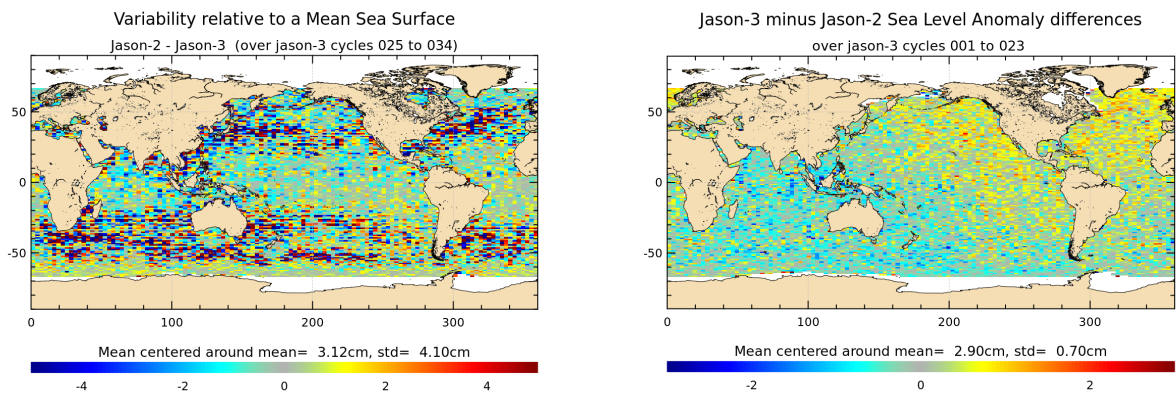 Variability relative to a Mean Sea Surface
Jason-2 - Jason-3 (over jason-3 cycles 025 to 034)
50
0
-50
0 100 200 300
Mean centered around mean= 3.12cm, std= 4.10cm
-4 -2 0 2 4
Jason-3 minus Jason-2 Sea Level Anomaly differences
over jason-3 cycles 001 to 023
50
0
-50
0 100 200 300
Mean centered around mean= 2.90cm, std= 0.70cm
-2 0 2